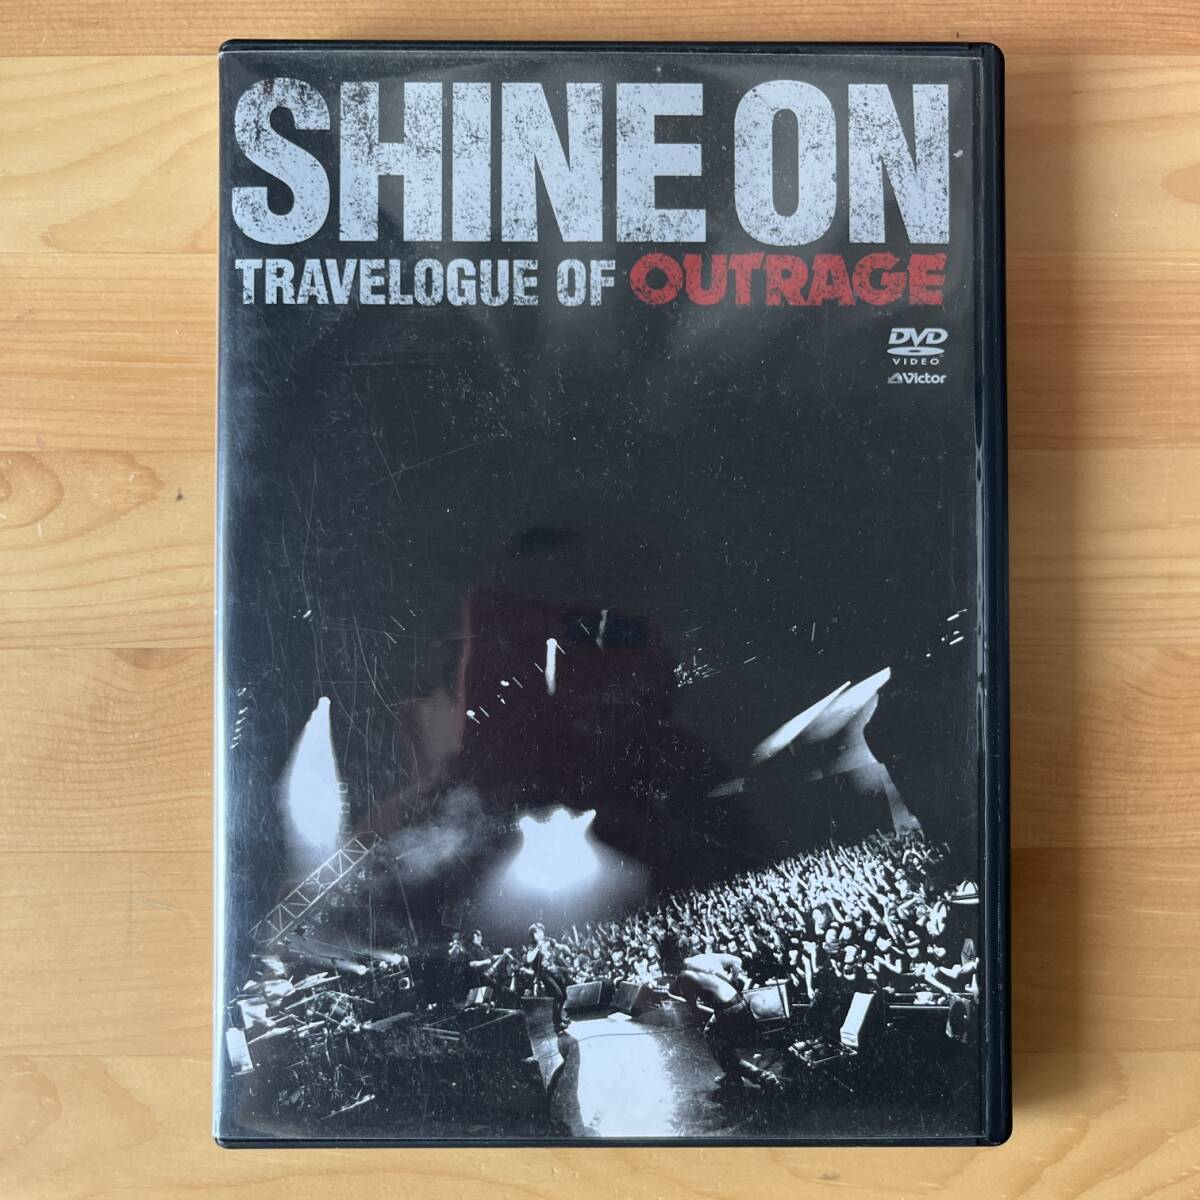 SHINE ON
TRAVELOGUE OF OUTRAGE
DVD
VIDEO
Victor